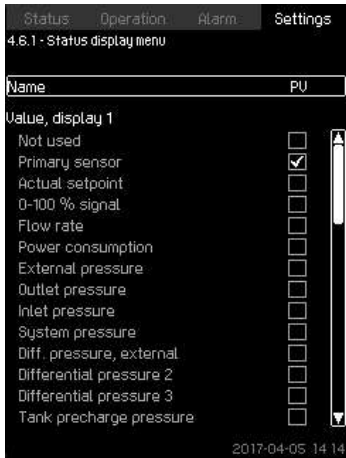 Status Operation Alarm Settings
4.6.1 - Status display menu
Name PV
Value, display 1
Not used
Primary sensor
Actual setpoint
0-100 % signal
Flow rate
Power consumption
External pressure
Outlet pressure
Inlet pressure
System pressure
Diff. pressure, external
Differential pressure 2
Differential pressure 3
Tank precharge pressure
2017-04-05 14:14